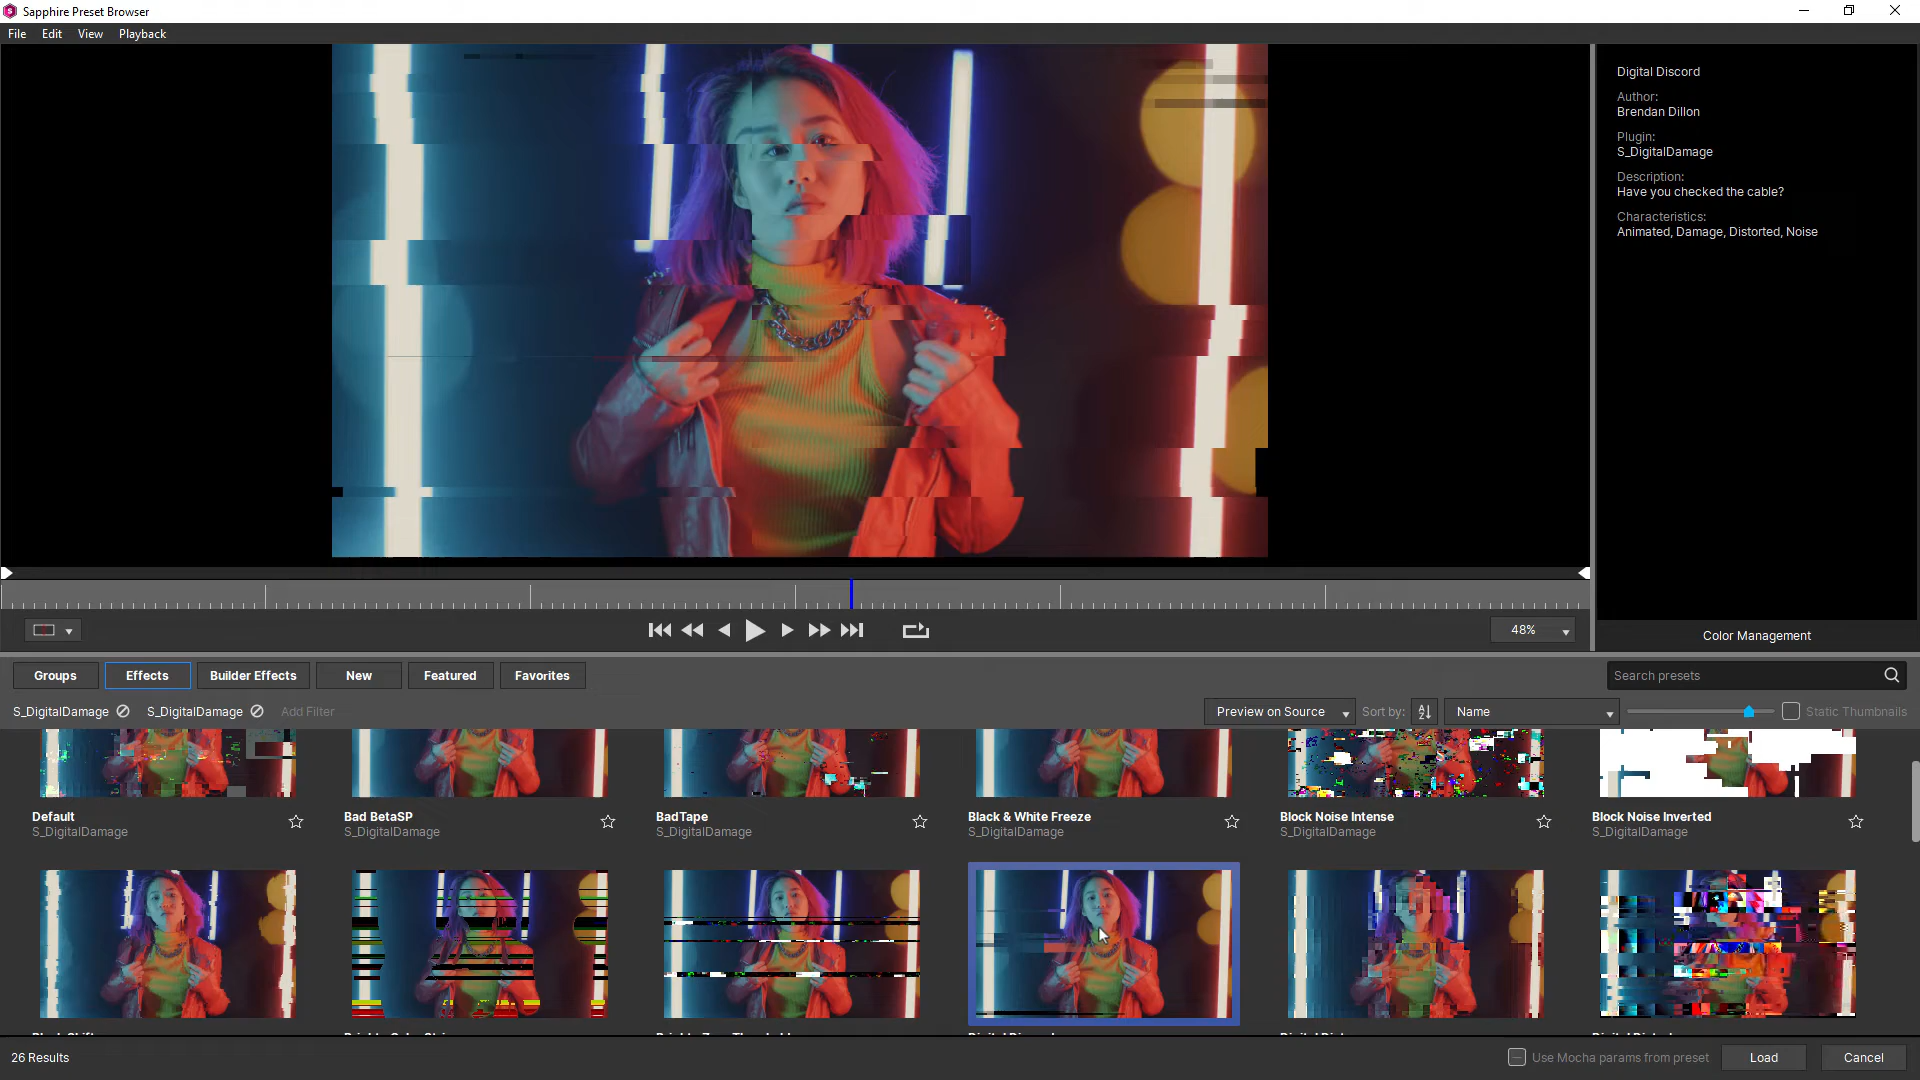 Sapphire Preset Browser
File Edit View Playback
Digital Discord
Author:
Brendan Dillon
Plugin:
S_DigitalDamage
Description:
Have you checked the cable?
Characteristics:
Animated, Damage, Distorted, Noise
48%
Color Management
Groups Effects Builder Effects New Featured Favorites Search presets
S_DigitalDamage S_DigitalDamage Add Filter Preview on Source Sort by: Name Static Thumbnails
Default Bad BetaSP BadTape Black & White Freeze Block Noise Intense Block Noise Inverted
S_DigitalDamage S_DigitalDamage S_DigitalDamage S_DigitalDamage S_DigitalDamage S_DigitalDamage
26 Results Use Mocha params from preset Load Cancel